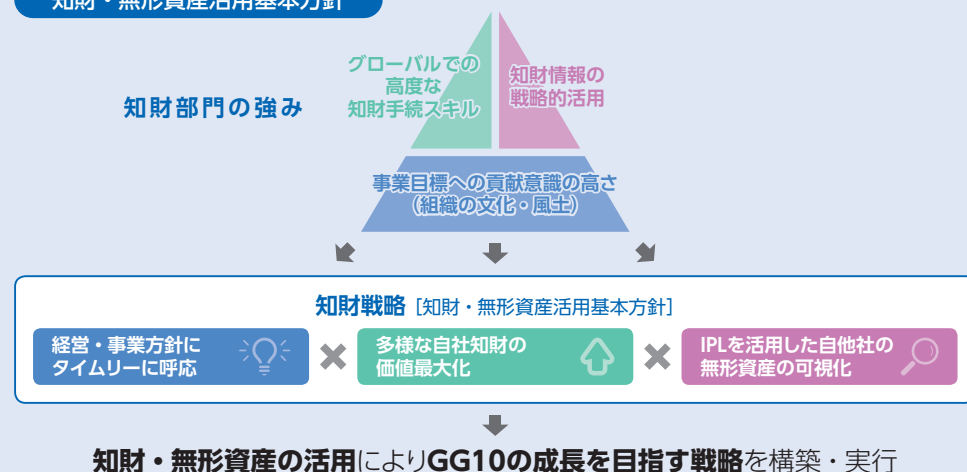 知財・無形資産活用基本方針
グローバルでの
高度な
知財手続スキル
知財情報の
戦略的活用
知財部門の強み
事業目標への貢献意識の高さ
(組織の文化・風土)
知財戦略 [知財・無形資産活用基本方針]
経営・事業方針に
タイムリーに呼応
×
多様な自社知財の
価値最大化
×
IPLを活用した自他社の
無形資産の可視化
知財・無形資産の活用によりGG10の成長を目指す戦略を構築・実行